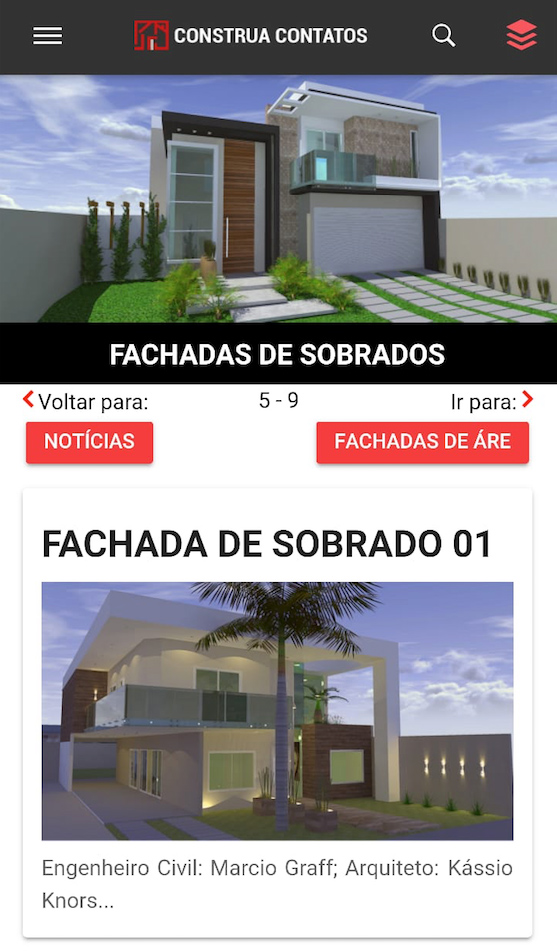 CONSTRUA CONTATOS
FACHADAS DE SOBRADOS
Voltar para:
5 - 9
Ir para:
NOTÍCIAS
FACHADAS DE ÁRE
FACHADA DE SOBRADO 01
Engenheiro Civil: Marcio Graff; Arquiteto: Kássio
Knors...